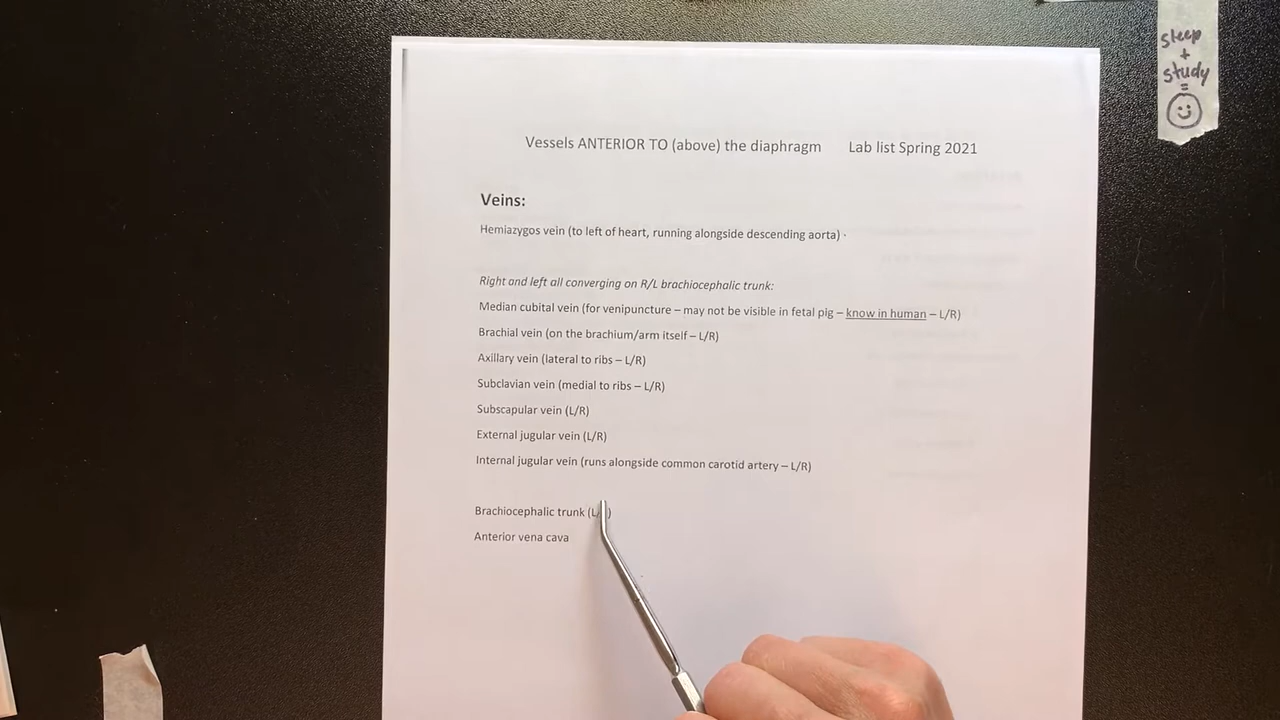 sleep
+
study
=
Vessels ANTERIOR TO (above) the diaphragm Lab list Spring 2021
Veins:
Hemiazygos vein (to left of heart, running alongside descending aorta) -
Right and left all converging on R/L brachiocephalic trunk:
Median cubital vein (for venipuncture – may not be visible in fetal pig – know in human – L/R)
Brachial vein (on the brachium/arm itself – L/R)
Axillary vein (lateral to ribs – L/R)
Subclavian vein (medial to ribs – L/R)
Subscapular vein (L/R)
External jugular vein (L/R)
Internal jugular vein (runs alongside common carotid artery – L/R)
Brachiocephalic trunk (L/ )
Anterior vena cava